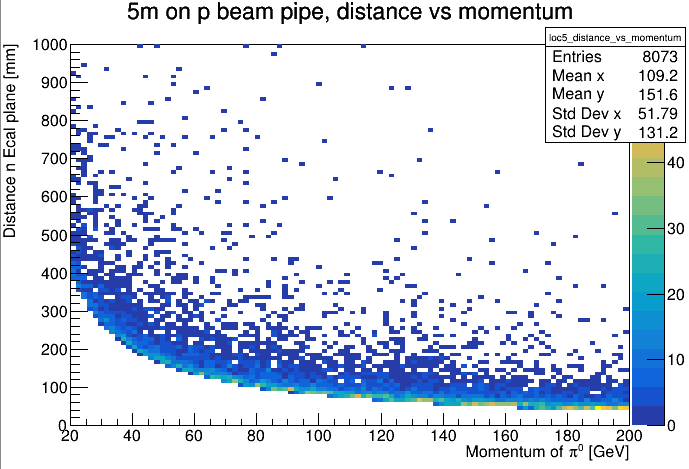 5m on p beam pipe, distance vs momentum
loc5_distance_vs_momentum
Entries 8073
Mean x 109.2
Mean y 151.6
Std Dev x 51.79
Std Dev y 131.2
Distance n Ecal plane [mm]
1000
900
800
700
600
500
400
300
200
100
0
20 40 60 80 100 120 140 160 180 200
Momentum of π⁰ [GeV]
40
30
20
10
0